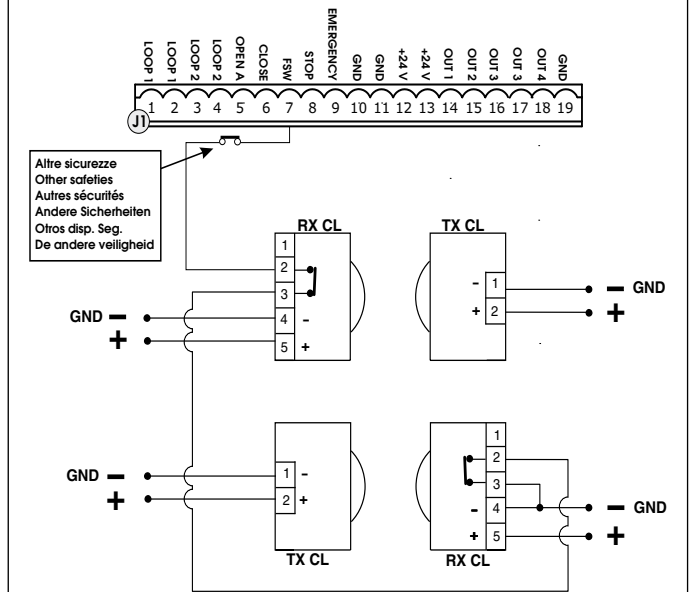 LOOP 1 LOOP 1 LOOP 2 LOOP 2 OPEN A CLOSE FSW STOP EMERGENCY GND GND +24 V +24 V OUT 1 OUT 2 OUT 3 OUT 3 OUT 4 GND
1 2 3 4 5 6 7 8 9 10 11 12 13 14 15 16 17 18 19
J1
Altre sicurezze
Other safeties
Autres sécurités
Andere Sicherheiten
Otros disp. Seg.
De andere veiligheid
RX CL
1
2
3
4 -
5 +
GND -
+
TX CL
- 1
+ 2
- GND
+
GND -
+
1 -
2 +
TX CL
1
2
3
- 4
+ 5
RX CL
- GND
+